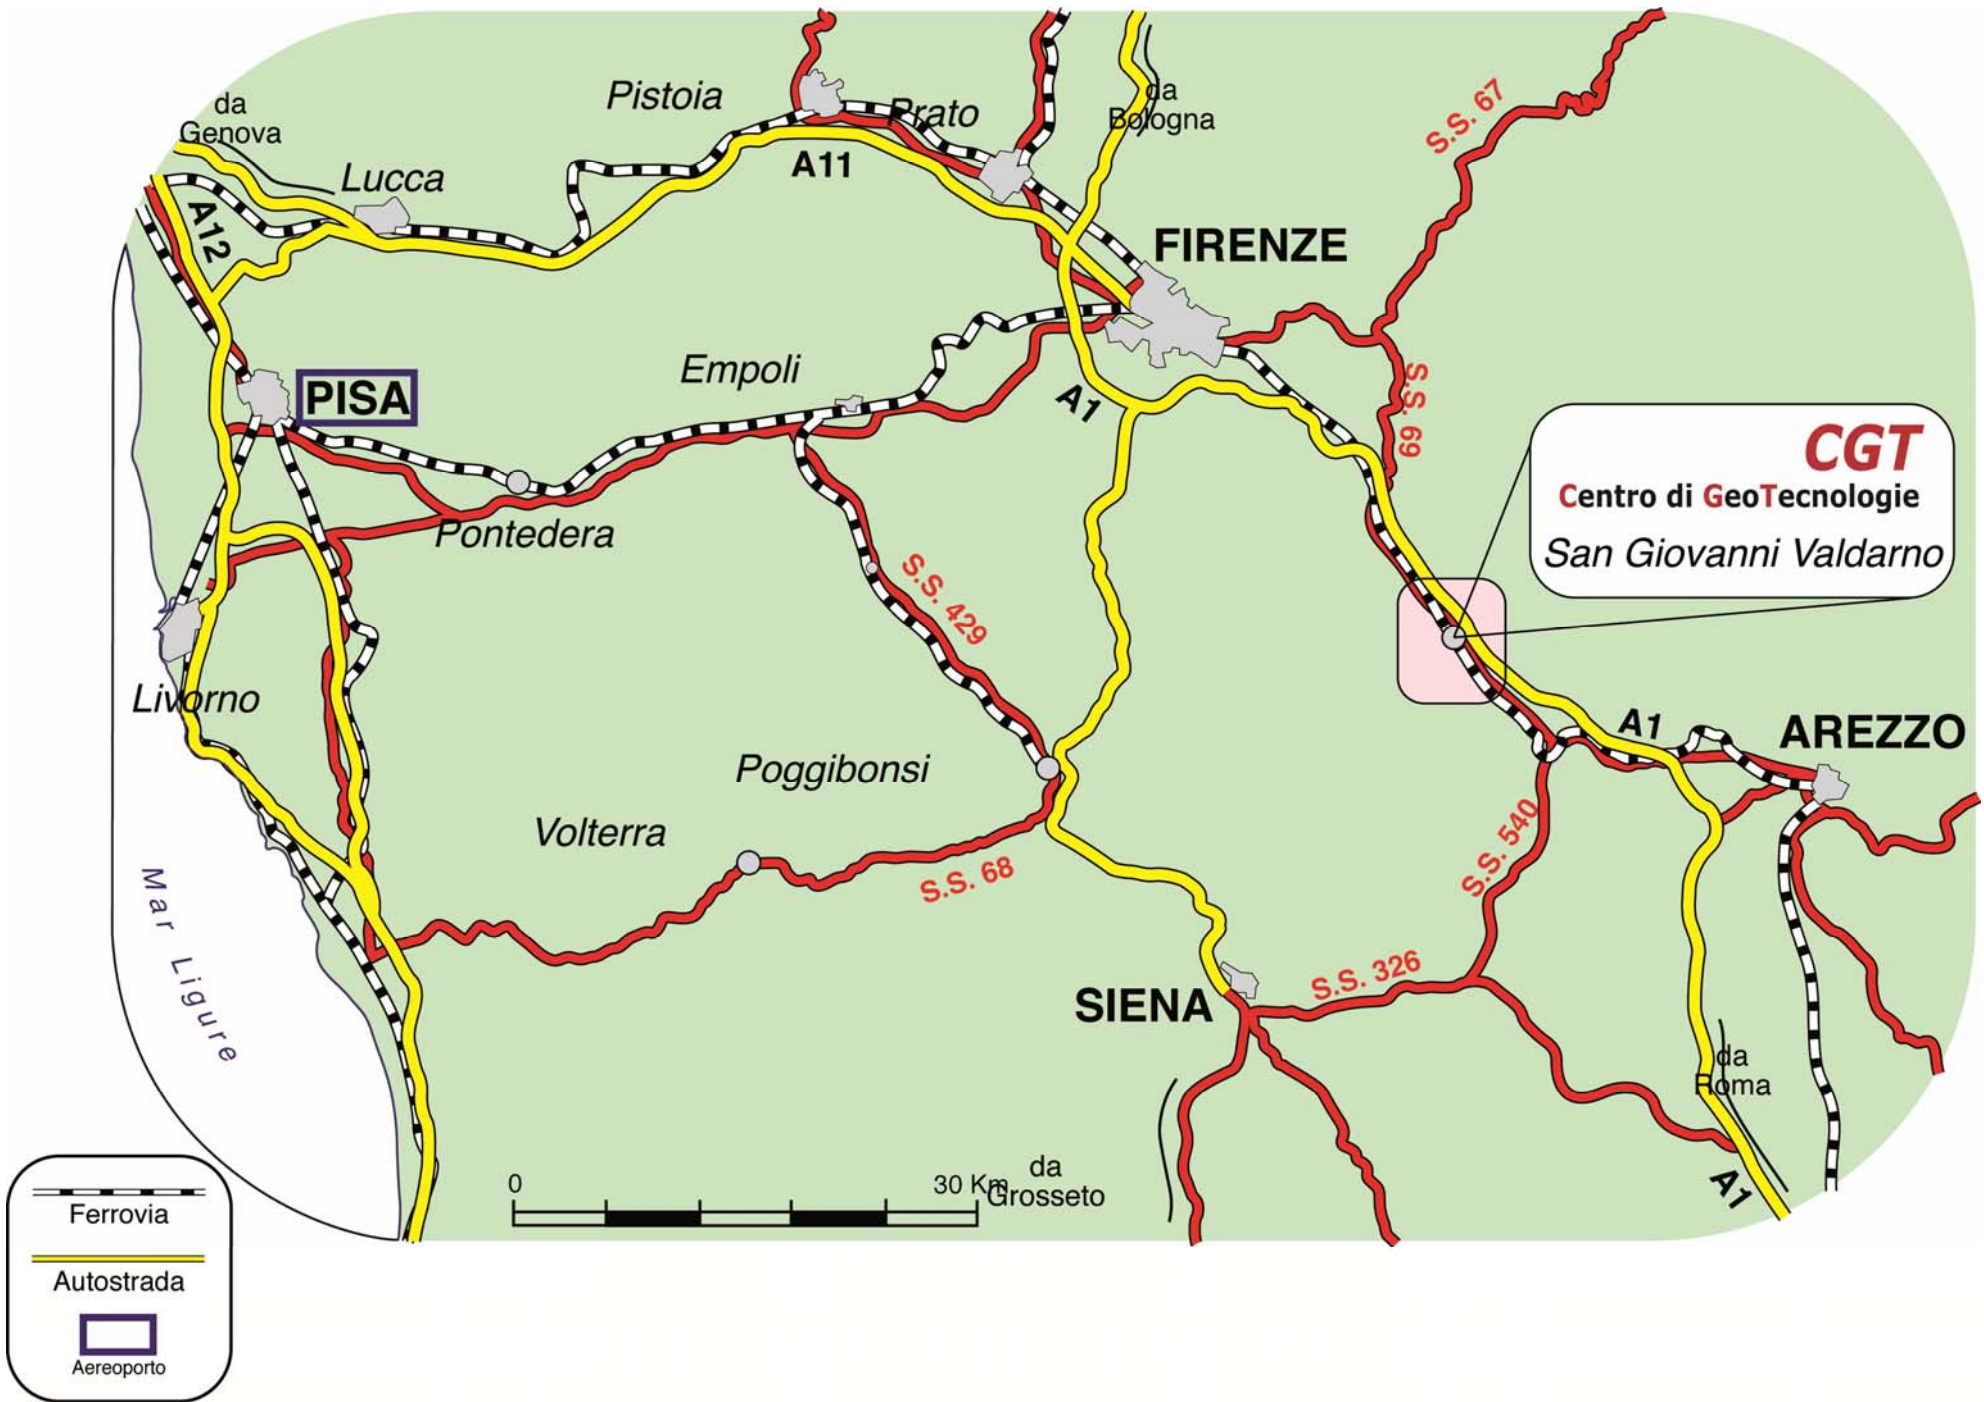 da
Genova
Lucca
A12
Pistoia
Prato
A11
da
Bologna
S.S. 67
FIRENZE
PISA
Empoli
A1
S.S. 69
CGT
Centro di GeoTecnologie
San Giovanni Valdarno
Pontedera
S.S. 429
Livorno
Poggibonsi
A1
AREZZO
Volterra
S.S. 68
S.S. 540
Mar Ligure
SIENA
S.S. 326
da
Roma
A1
0
30 Km
da
Grosseto
Ferrovia
Autostrada
Aereoporto